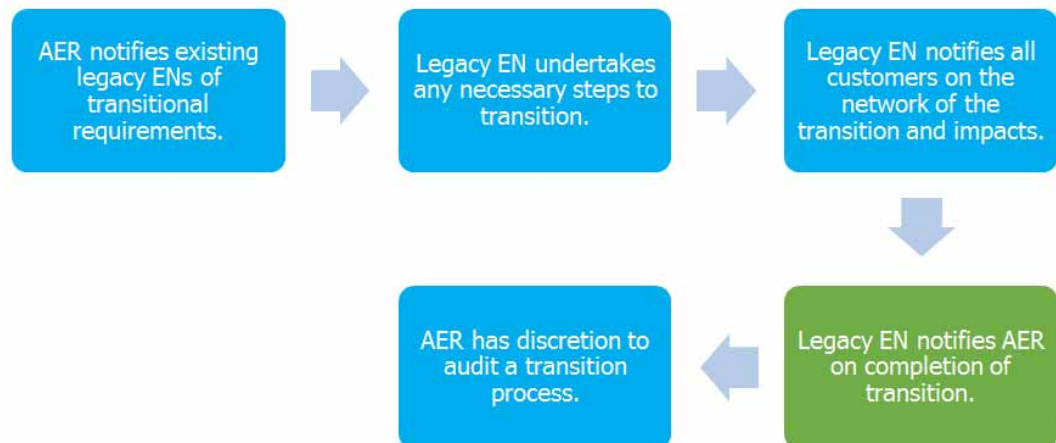 AER notifies existing
legacy ENs of
transitional
requirements.
Legacy EN undertakes
any necessary steps to
transition.
Legacy EN notifies all
customers on the
network of the
transition and impacts.
Legacy EN notifies AER
on completion of
transition.
AER has discretion to
audit a transition
process.